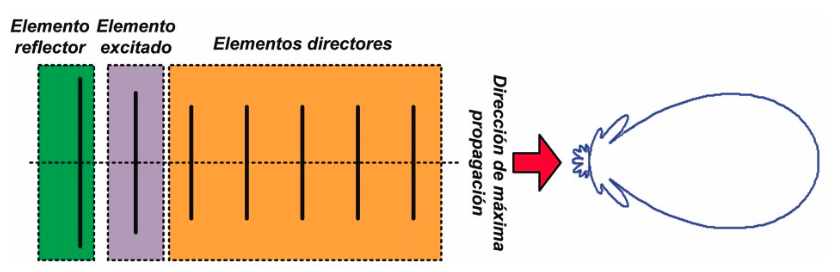 Elemento
reflector
Elemento
excitado
Elementos directores
Dirección de máxima
propagación